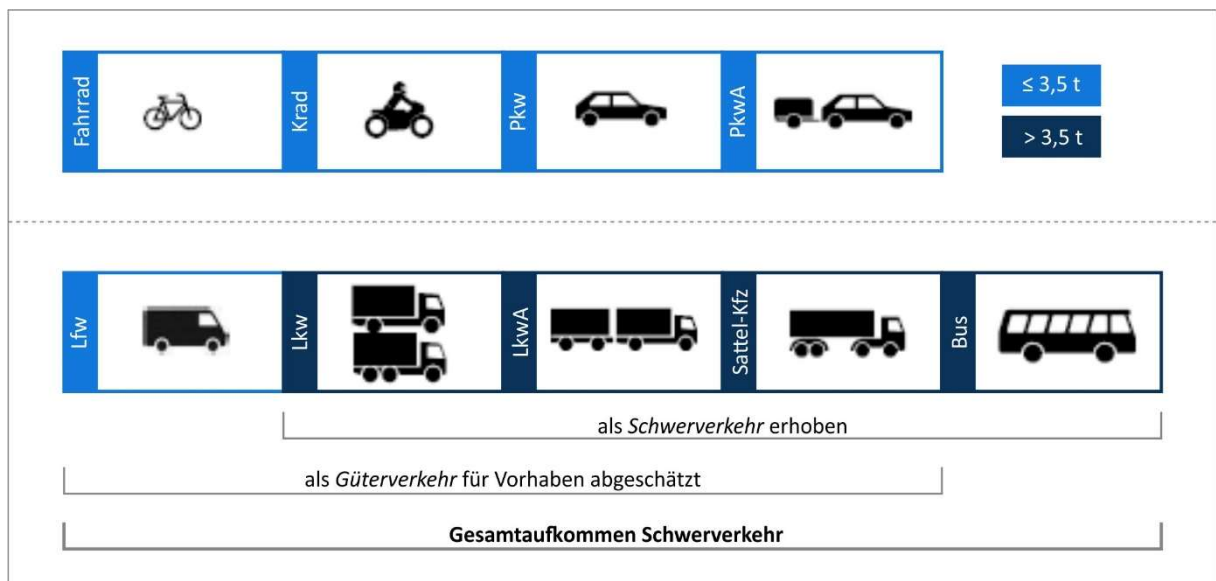 Fahrrad
Krad
Pkw
PkwA
≤ 3,5 t
> 3,5 t
Lfw
Lkw
LkwA
Sattel-Kfz
Bus
als Schwerverkehr erhoben
als Güterverkehr für Vorhaben abgeschätzt
Gesamtaufkommen Schwerverkehr